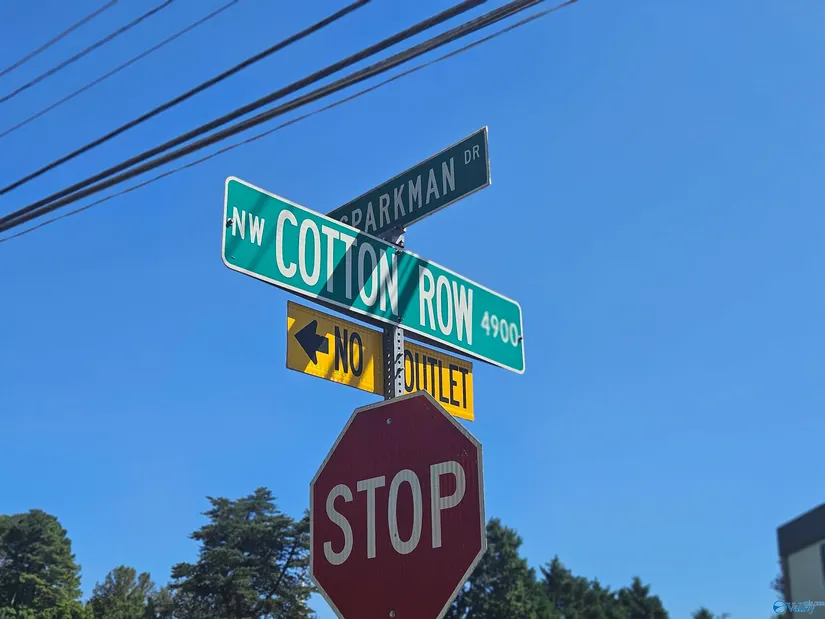 SPARKMAN DR
NW COTTON ROW 4900
NO OUTLET
STOP